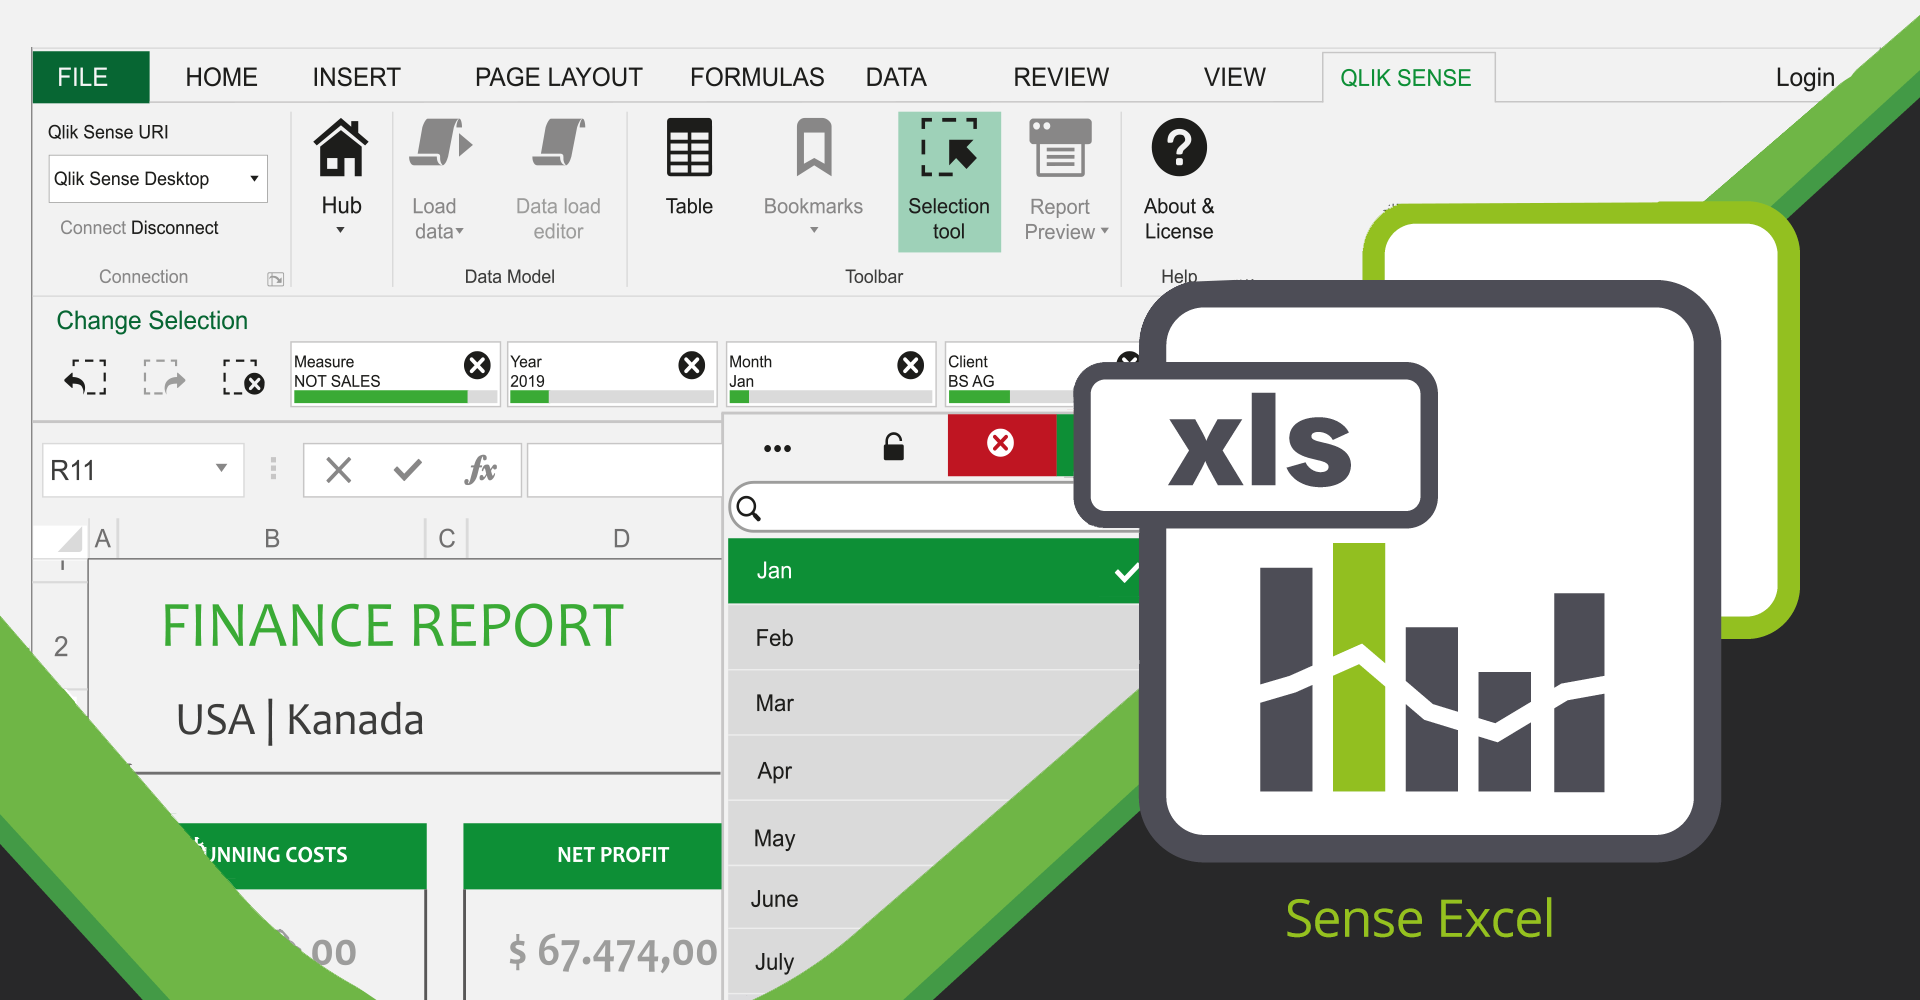 FILE HOME INSERT PAGE LAYOUT FORMULAS DATA REVIEW VIEW QLIK SENSE Login
Qlik Sense URI
Qlik Sense Desktop
Connect Disconnect
Connection
Hub
Load
data
Data load
editor
Data Model
Table
Bookmarks
Selection
tool
Report
Preview
Toolbar
About &
License
Help
Change Selection
Measure
NOT SALES
Year
2019
Month
Jan
Client
BS AG
R11
fx
A B C D
2
FINANCE REPORT
USA | Kanada
UNNING COSTS
NET PROFIT
,00
$ 67.474,00
Jan
Feb
Mar
Apr
May
June
July
xls
Sense Excel